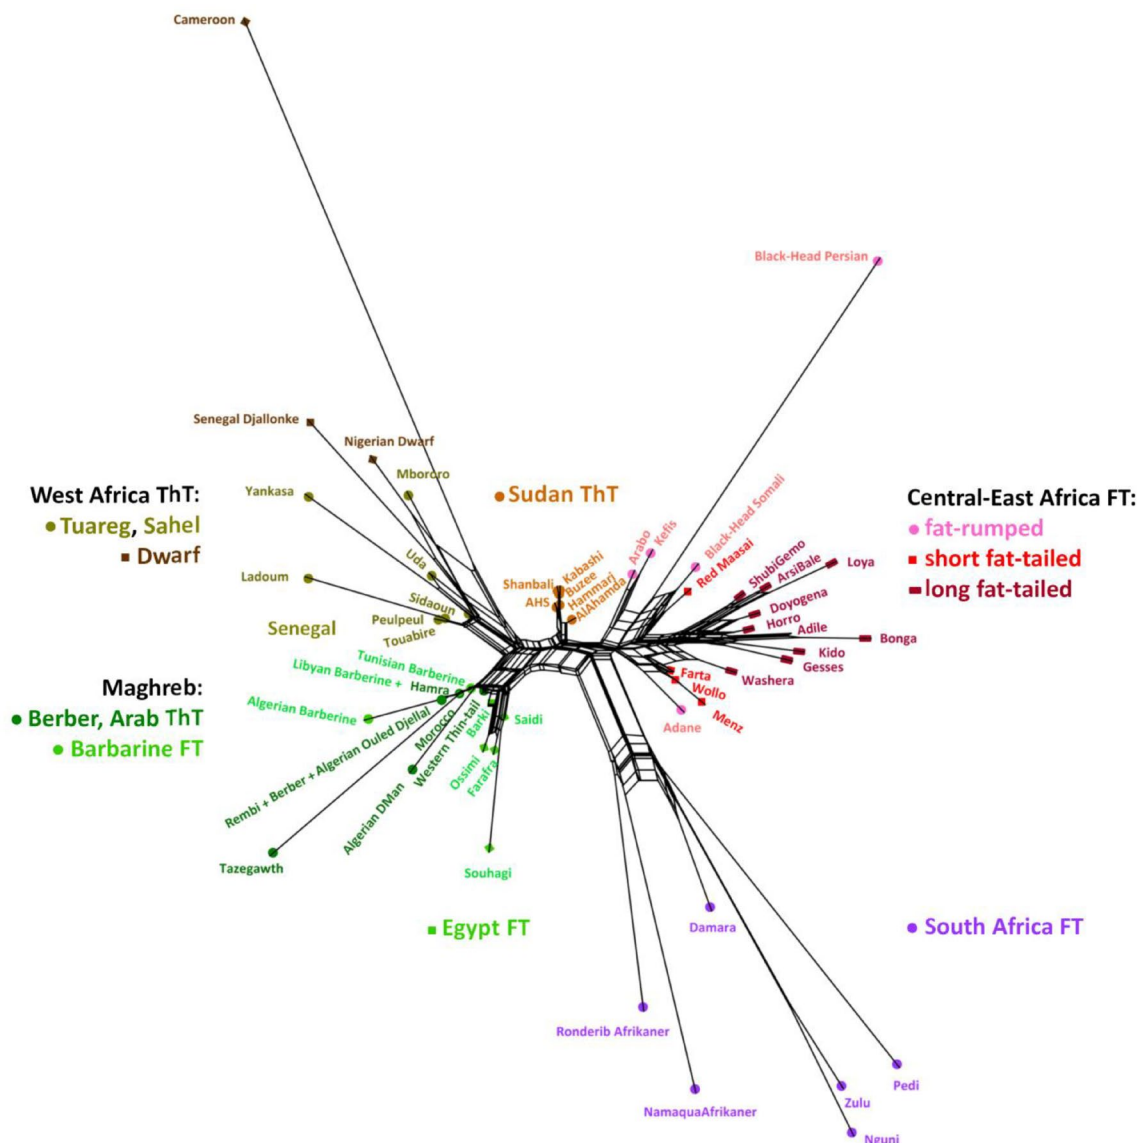 Cameroon
Black-Head Persian
Senegal Djallonke
Nigerian Dwarf
Mbororo
Yankasa
West Africa ThT:
Tuareg, Sahel
Dwarf
Sudan ThT
Central-East Africa FT:
fat-rumped
short fat-tailed
long fat-tailed
Arabo
Kefis
Black-Head Somali
Red Maasai
Uda
Ladoum
Shanbali
Kabashi
Buzee
AHS
Hammarj
AlAhamda
ShubiGemo
ArsiBale
Loya
Sidaoun
Peulpeul
Touabire
Senegal
Doyogena
Horro
Adile
Bonga
Kido
Gesses
Washera
Tunisian Barberine
Libyan Barberine +
Hamra
Algerian Barberine
Maghreb:
Berber, Arab ThT
Barbarine FT
Rembi + Berber + Algerian Ouled Djellal
Morocco
Western Thin-tail
Barki
Saidi
Farta
Wollo
Menz
Adane
Ossimi
Farafra
Algerian DMan
Tazegawth
Souhagi
Egypt FT
South Africa FT
Damara
Ronderib Afrikaner
NamaquaAfrikaner
Pedi
Zulu
Nguni